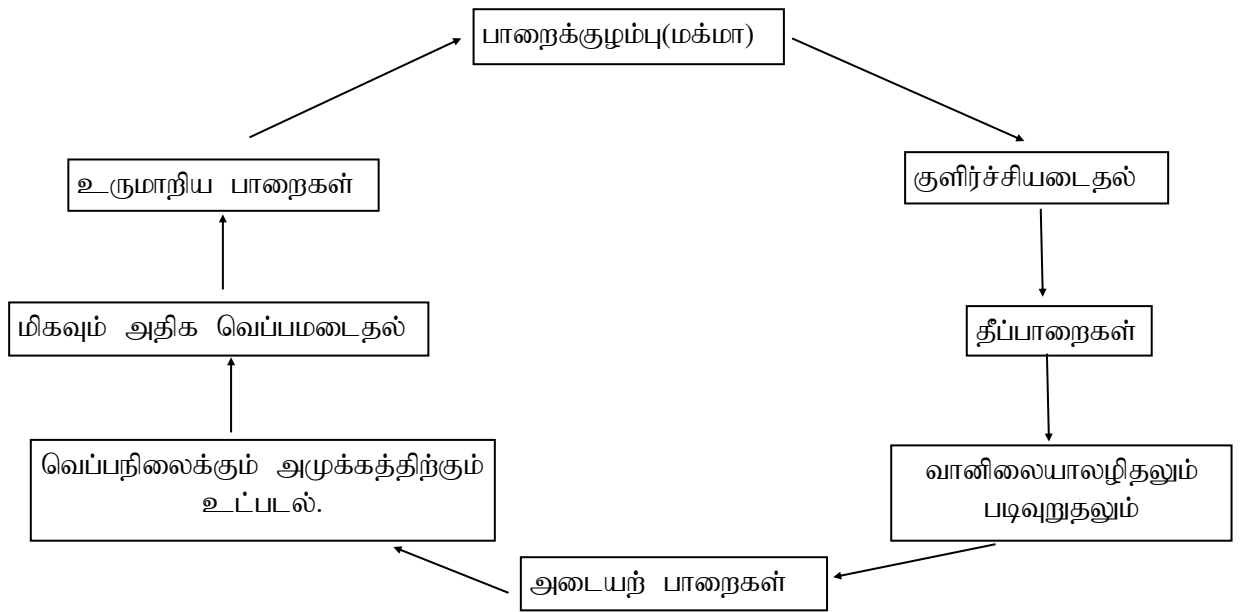 பாறைக்குழம்பு(மக்மா)
குளிர்ச்சியடைதல்
தீப்பாறைகள்
வானிலையாலழிதலும்
படிவுறுதலும்
அடையற் பாறைகள்
வெப்பநிலைக்கும் அமுக்கத்திற்கும்
உட்படல்.
மிகவும் அதிக வெப்பமடைதல்
உருமாறிய பாறைகள்